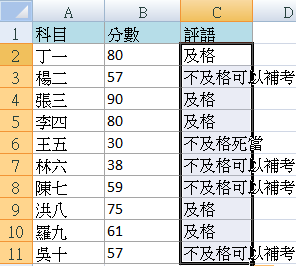 A B C D
1 科目 分數 評語
2 丁一 80 及格
3 楊二 57 不及格可以補考
4 張三 90 及格
5 李四 80 及格
6 王五 30 不及格死當
7 林六 38 不及格可以補考
8 陳七 59 不及格可以補考
9 洪八 75 及格
10 羅九 61 及格
11 吳十 57 不及格可以補考